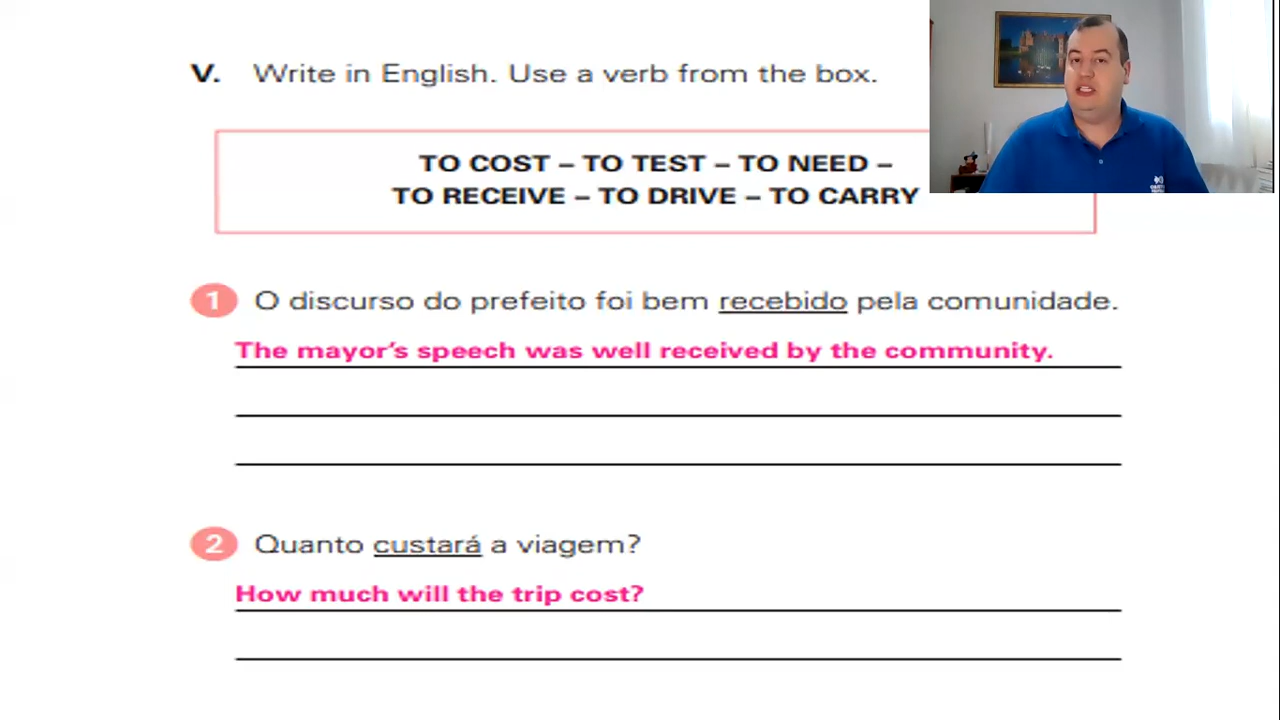 V. Write in English. Use a verb from the box.
TO COST – TO TEST – TO NEED –
TO RECEIVE – TO DRIVE – TO CARRY
1 O discurso do prefeito foi bem recebido pela comunidade.
The mayor's speech was well received by the community.
2 Quanto custará a viagem?
How much will the trip cost?